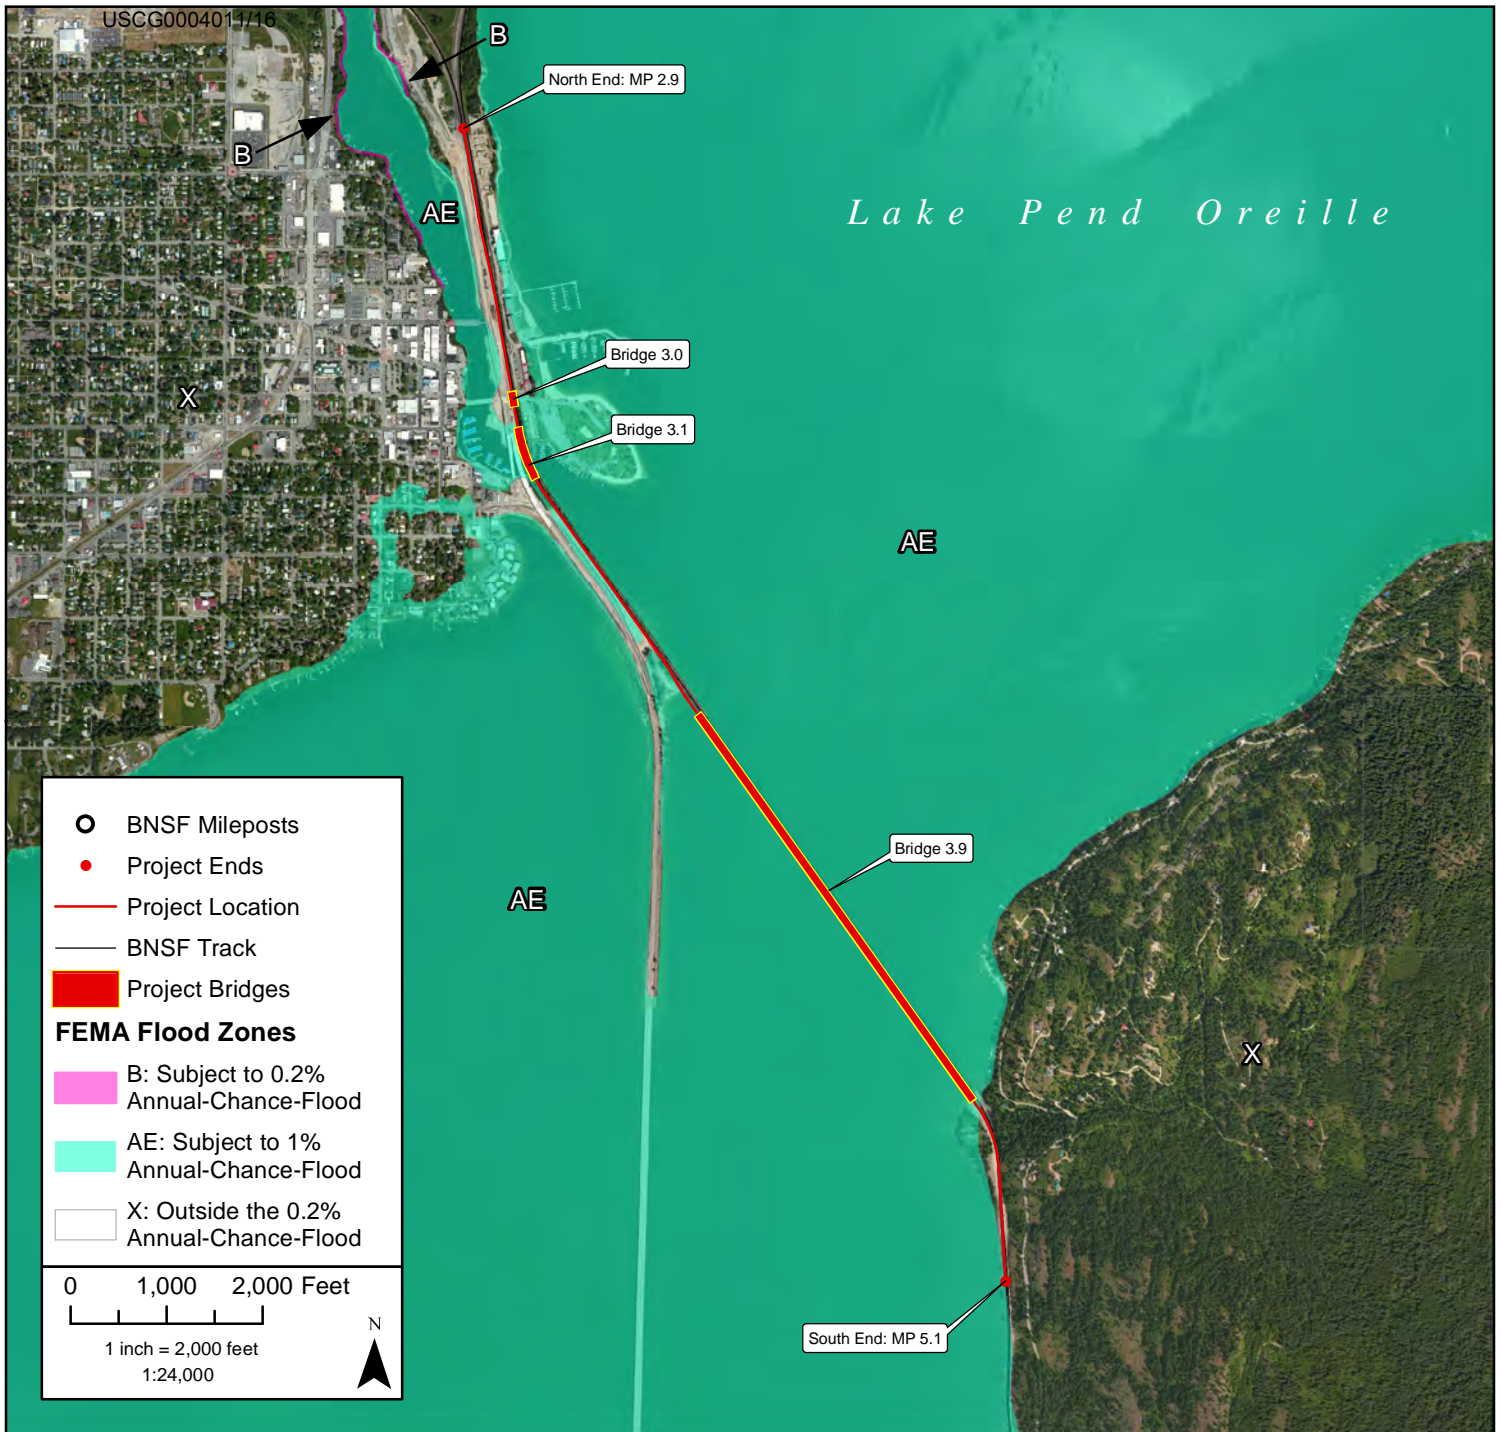 USCG0004011/16
B
North End: MP 2.9
B
AE
Lake Pend Oreille
Bridge 3.0
X
Bridge 3.1
AE
Bridge 3.9
AE
X
South End: MP 5.1
BNSF Mileposts
Project Ends
Project Location
BNSF Track
Project Bridges
FEMA Flood Zones
B: Subject to 0.2%
Annual-Chance-Flood
AE: Subject to 1%
Annual-Chance-Flood
X: Outside the 0.2%
Annual-Chance-Flood
0 1,000 2,000 Feet
1 inch = 2,000 feet
1:24,000
N